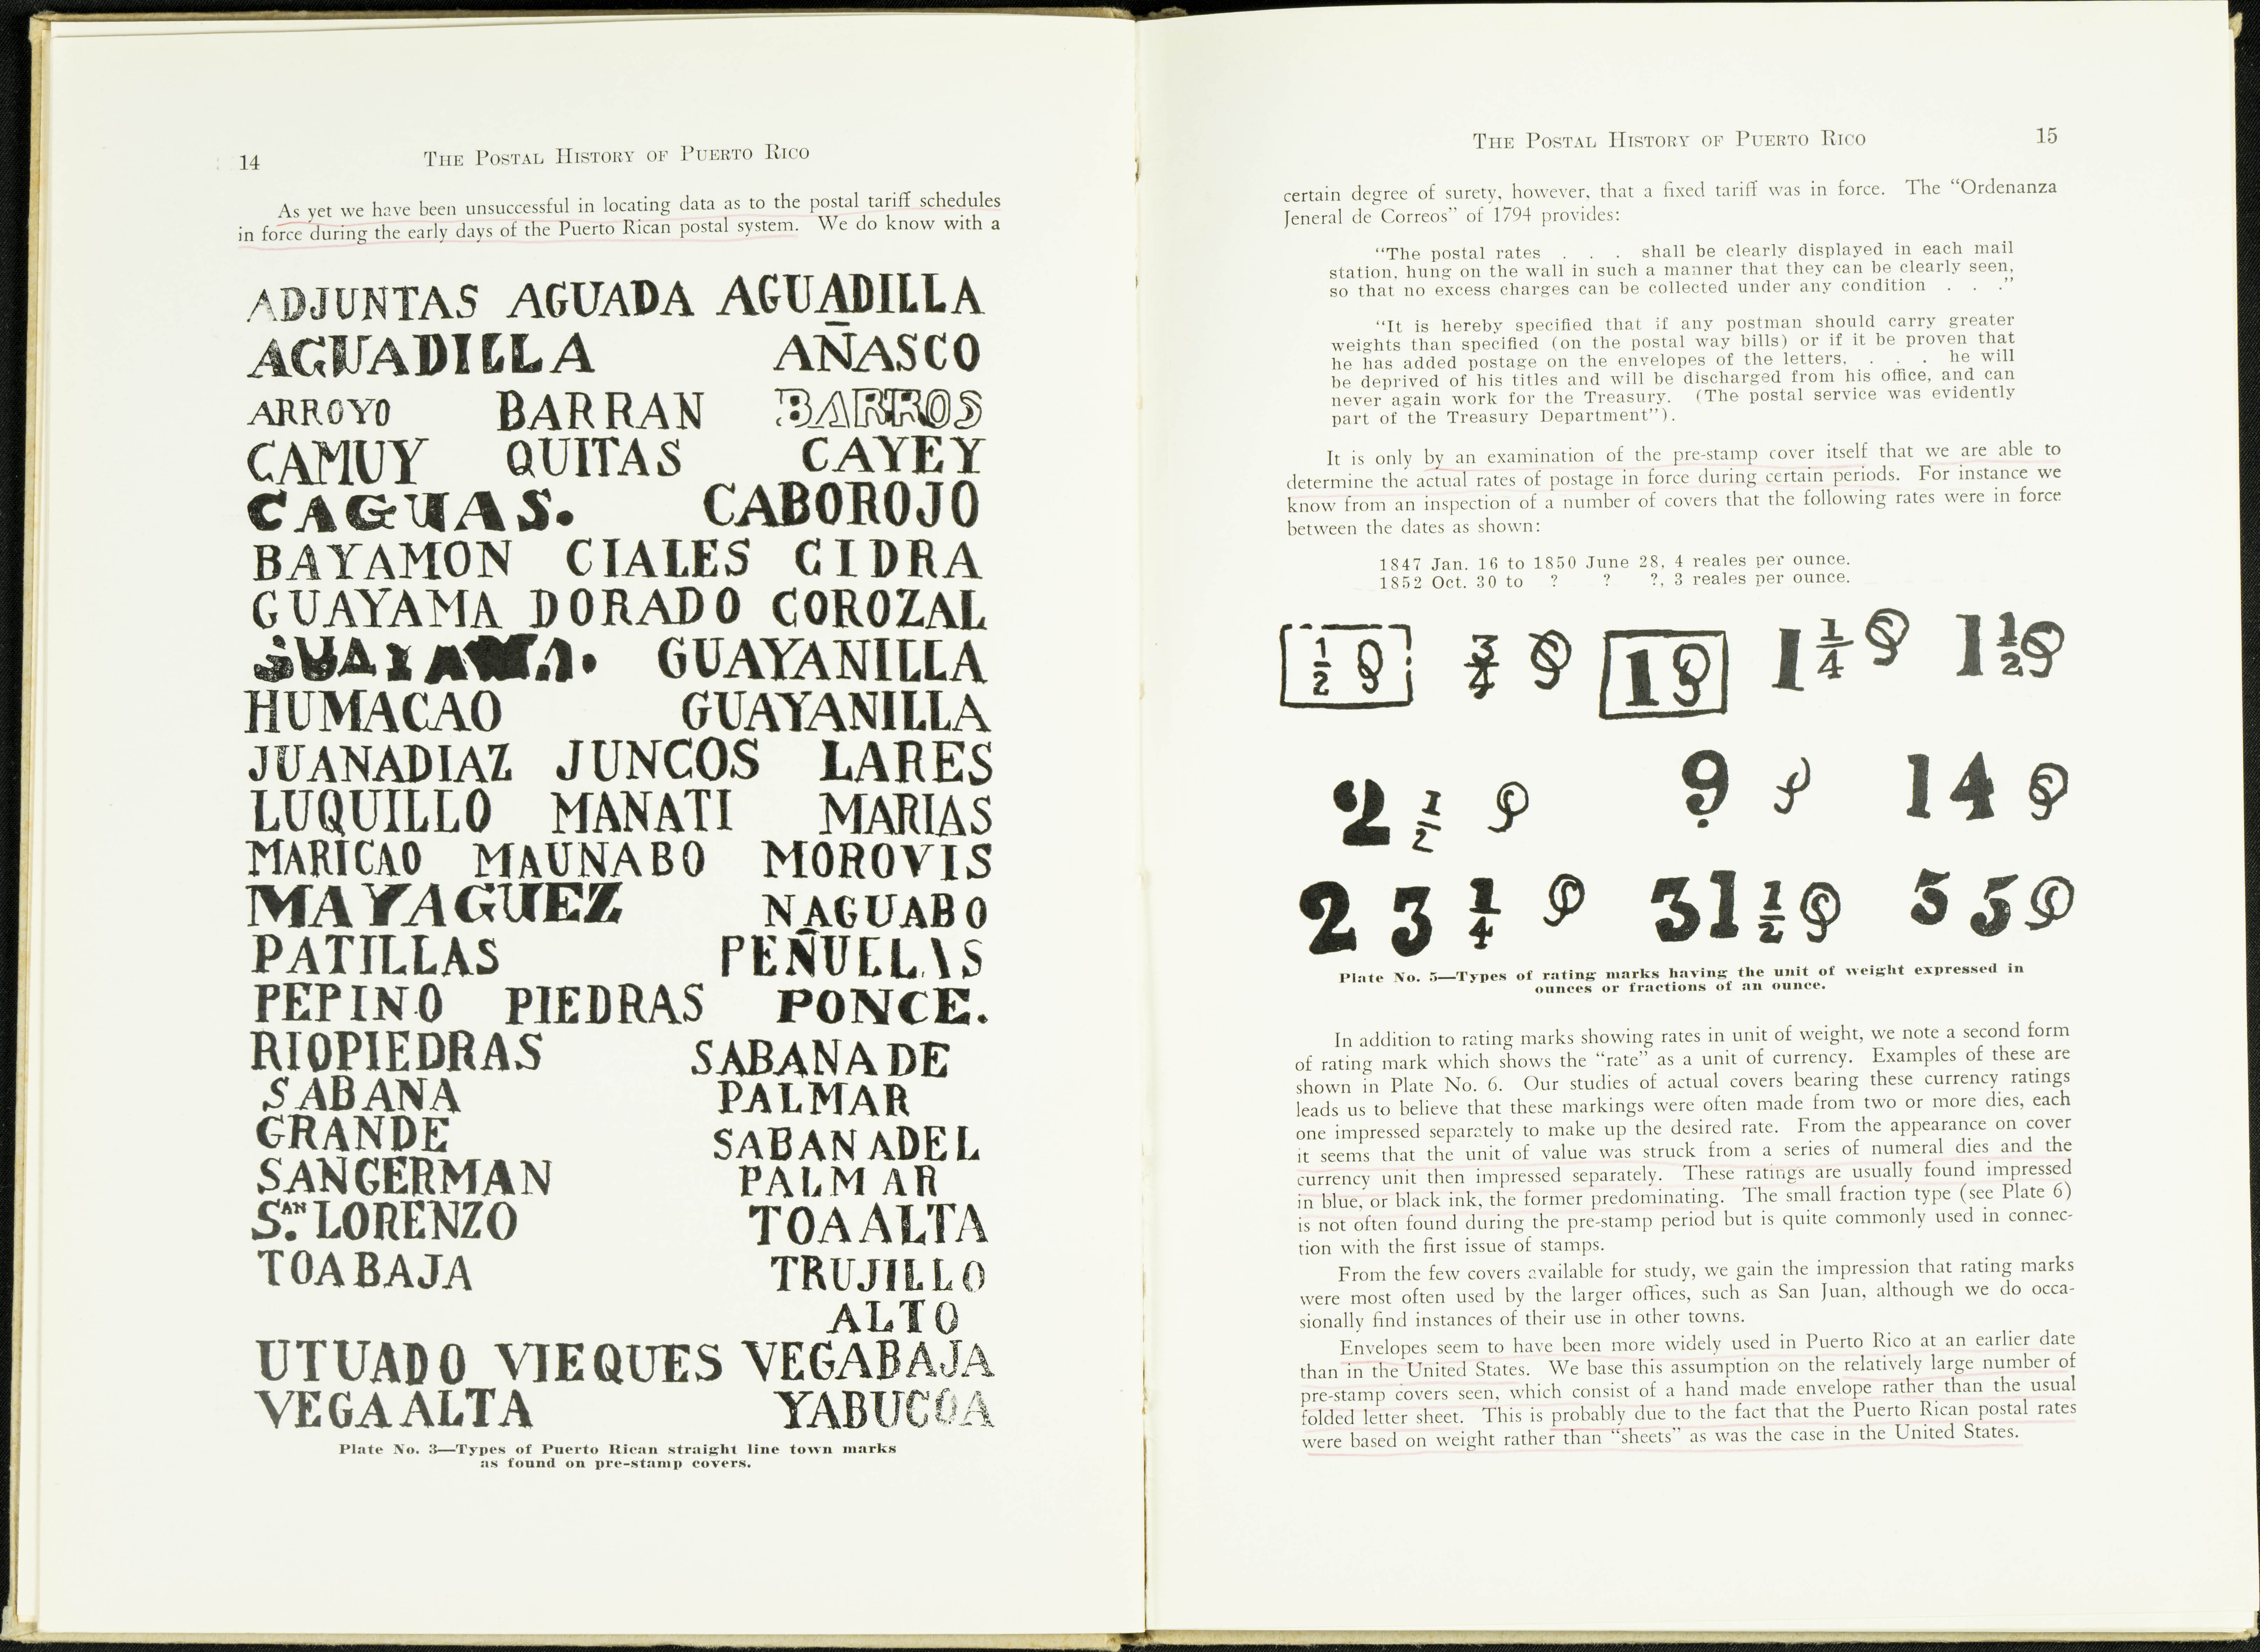 14
THE POSTAL HISTORY OF PUERTO RICO
As yet we have been unsuccessful in locating data as to the postal tariff schedules
in force during the early days of the Puerto Rican postal system. We do know with a
ADJUNTAS AGUADA AGUADILLA
AGUADILLA AÑASCO
ARROYO BARRAN BARROS
CAMUY QUITAS CAYEY
CAGUAS. CABOROJO
BAYAMON CIALES CIDRA
GUAYAMA DORADO COROZAL
GUAYANILLA
HUMACAO GUAYANILLA
JUANADIAZ JUNCOS LARES
LUQUILLO MANATI MARIAS
MARICAO MAUNABO MOROVIS
MAYAGUEZ NAGUABO
PATILLAS PEÑUELAS
PEPINO PIEDRAS PONCE.
RIOPIEDRAS SABANA DE
SABANA PALMAR
GRANDE SABANADEL
SANGERMAN PALMAR
SAN. LORENZO TOAALTA
TOABAJA TRUJILLO
ALTO
UTUADO VIEQUES VEGABAJA
VEGAALTA YABUCOA
Plate No. 3—Types of Puerto Rican straight line town marks
as found on pre-stamp covers.
THE POSTAL HISTORY OF PUERTO RICO
15
certain degree of surety, however, that a fixed tariff was in force. The “Ordenanza
Jeneral de Correos” of 1794 provides:
“The postal rates . . . shall be clearly displayed in each mail
station, hung on the wall in such a manner that they can be clearly seen,
so that no excess charges can be collected under any condition . . .”
“It is hereby specified that if any postman should carry greater
weights than specified (on the postal way bills) or if it be proven that
he has added postage on the envelopes of the letters. . . . he will
be deprived of his titles and will be discharged from his office, and can
never again work for the Treasury. (The postal service was evidently
part of the Treasury Department”).
It is only by an examination of the pre-stamp cover itself that we are able to
determine the actual rates of postage in force during certain periods. For instance we
know from an inspection of a number of covers that the following rates were in force
between the dates as shown:
1847 Jan. 16 to 1850 June 28, 4 reales per ounce.
1852 Oct. 30 to ? ? ?, 3 reales per ounce.
1/2 3/4 1 1 1/4 1 1/2
2 1/2 9 14
23 1/4 31 1/2 35
Plate No. 5—Types of rating marks having the unit of weight expressed in
ounces or fractions of an ounce.
In addition to rating marks showing rates in unit of weight, we note a second form
of rating mark which shows the “rate” as a unit of currency. Examples of these are
shown in Plate No. 6. Our studies of actual covers bearing these currency ratings
leads us to believe that these markings were often made from two or more dies, each
one impressed separately to make up the desired rate. From the appearance on cover
it seems that the unit of value was struck from a series of numeral dies and the
currency unit then impressed separately. These ratings are usually found impressed
in blue, or black ink, the former predominating. The small fraction type (see Plate 6)
is not often found during the pre-stamp period but is quite commonly used in connec-
tion with the first issue of stamps.
From the few covers available for study, we gain the impression that rating marks
were most often used by the larger offices, such as San Juan, although we do occa-
sionally find instances of their use in other towns.
Envelopes seem to have been more widely used in Puerto Rico at an earlier date
than in the United States. We base this assumption on the relatively large number of
pre-stamp covers seen, which consist of a hand made envelope rather than the usual
folded letter sheet. This is probably due to the fact that the Puerto Rican postal rates
were based on weight rather than “sheets” as was the case in the United States.